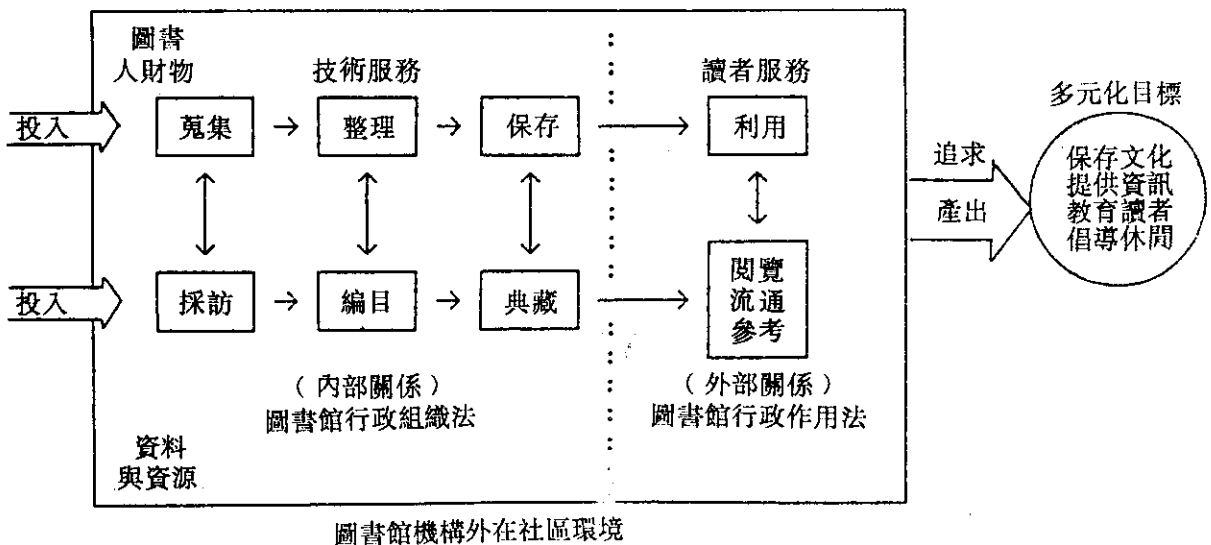 圖書
人財物
技術服務
讀者服務
多元化目標
投入
蒐集
整理
保存
利用
追求
產出
保存文化
提供資訊
教育讀者
倡導休閒
投入
採訪
編目
典藏
閱覽
流通
參考
（內部關係）
圖書館行政組織法
（外部關係）
圖書館行政作用法
資料
與資源
圖書館機構外在社區環境